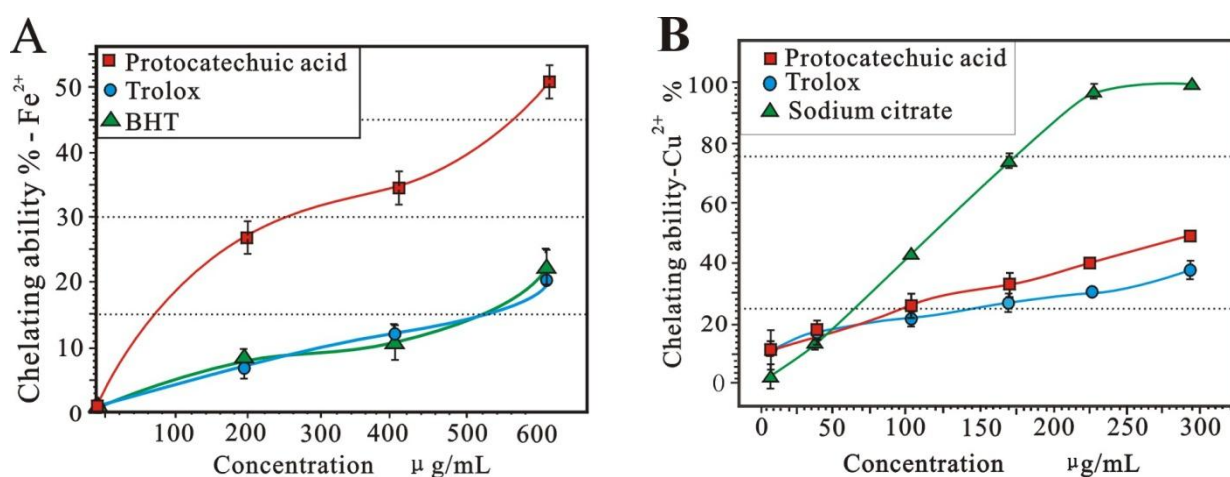 A
Protocatechuic acid
Trolox
BHT
Chelating ability % - Fe²⁺
50
40
30
20
10
0
100 200 300 400 500 600
Concentration μ g/mL
B
Protocatechuic acid
Trolox
Sodium citrate
Chelating ability-Cu²⁺ %
100
80
60
40
20
0
0 50 100 150 200 250 300
Concentration μg/mL